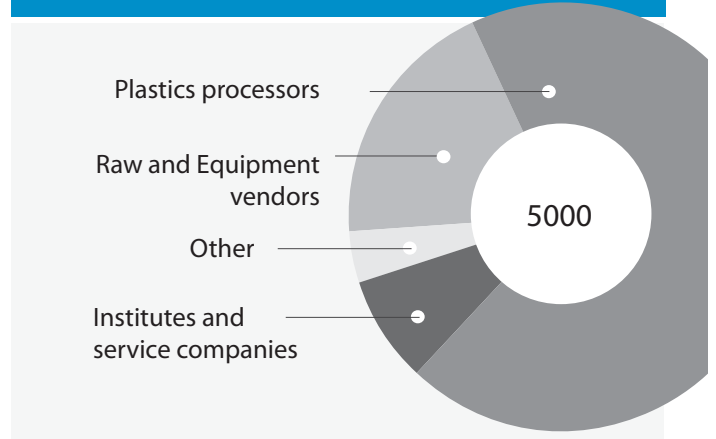 Plastics processors
Raw and Equipment
vendors
Other
Institutes and
service companies
5000